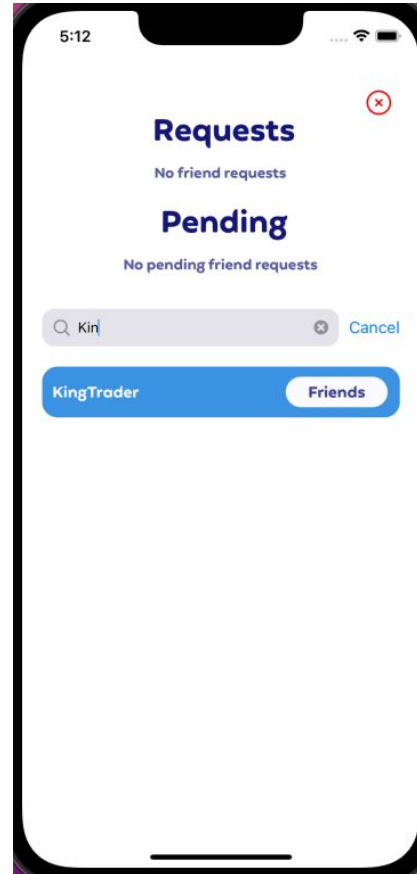 5:12
Requests
No friend requests
Pending
No pending friend requests
Kin
Cancel
KingTrader
Friends